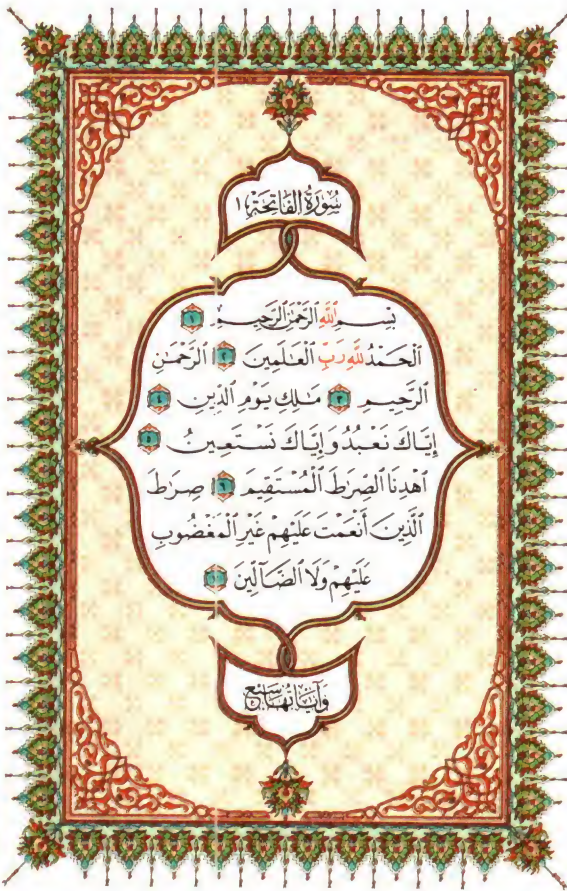 سُورَةُ الفَاتِحَةِ ١
بِسْمِ ٱللَّهِ ٱلرَّحْمَٰنِ ٱلرَّحِيمِ ١
ٱلْحَمْدُ لِلَّهِ رَبِّ ٱلْعَٰلَمِينَ ٢ ٱلرَّحْمَٰنِ
ٱلرَّحِيمِ ٣ مَٰلِكِ يَوْمِ ٱلدِّينِ ٤
إِيَّاكَ نَعْبُدُ وَإِيَّاكَ نَسْتَعِينُ ٥
ٱهْدِنَا ٱلصِّرَٰطَ ٱلْمُسْتَقِيمَ ٦ صِرَٰطَ
ٱلَّذِينَ أَنْعَمْتَ عَلَيْهِمْ غَيْرِ ٱلْمَغْضُوبِ
عَلَيْهِمْ وَلَا ٱلضَّآلِّينَ ٧
وَآيَاتُهَا سَبْعٌ